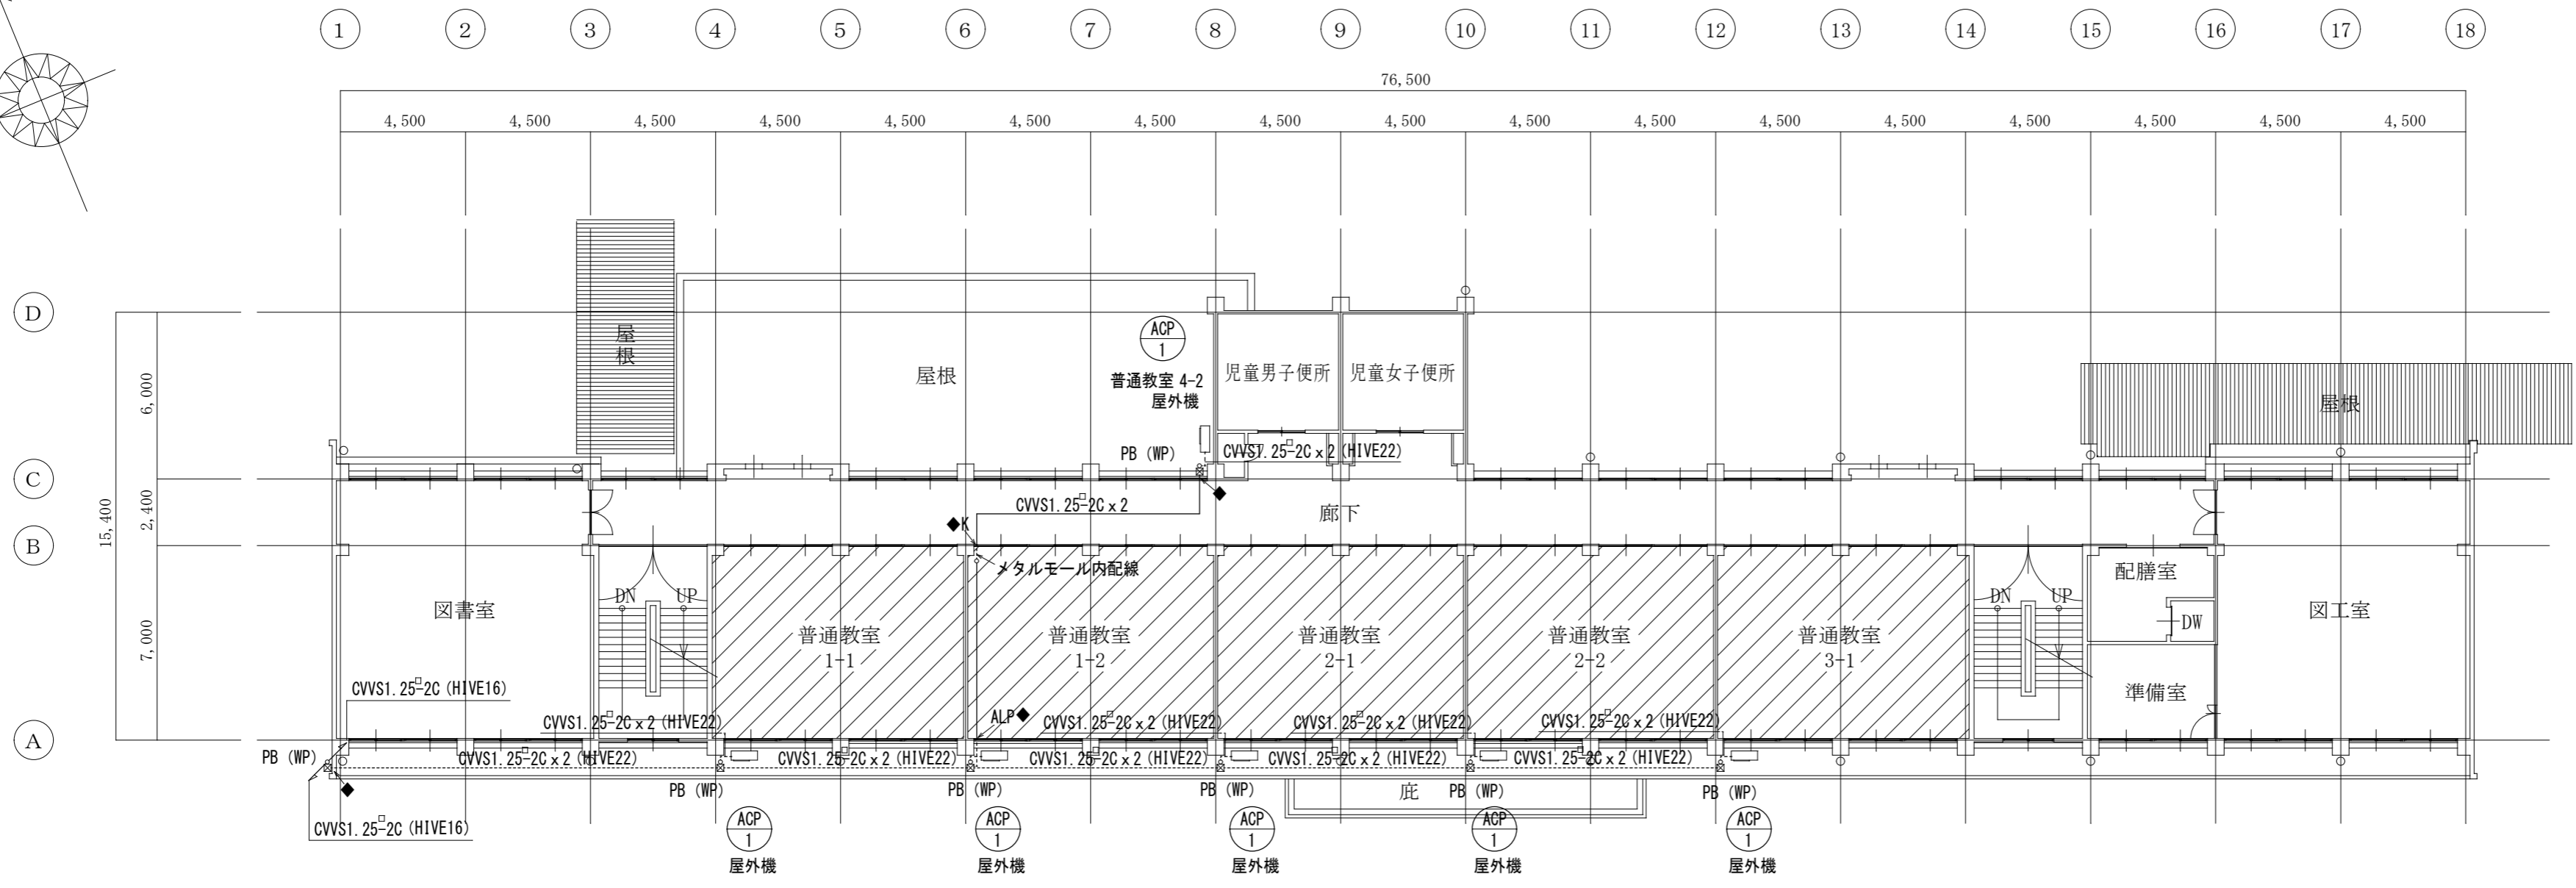 1 2 3 4 5 6 7 8 9 10 11 12 13 14 15 16 17 18
76,500
4,500 4,500 4,500 4,500 4,500 4,500 4,500 4,500 4,500 4,500 4,500 4,500 4,500 4,500 4,500 4,500 4,500
D
C
B
A
15,400
6,000
2,400
7,000
屋根
屋根
屋根
ACP
1
普通教室 4-2
屋外機
児童男子便所
児童女子便所
PB (WP)
CVVS1.25□-2C x 2 (HIVE22)
CVVS1.25□-2C x 2
廊下
◆K
メタルモール内配線
図書室
DN UP
普通教室
1-1
普通教室
1-2
普通教室
2-1
普通教室
2-2
普通教室
3-1
DN UP
配膳室
DW
準備室
図工室
CVVS1.25□-2C (HIVE16)
CVVS1.25□-2C x 2 (HIVE22)
ALP◆
CVVS1.25□-2C x 2 (HIVE22)
CVVS1.25□-2C x 2 (HIVE22)
CVVS1.25□-2C x 2 (HIVE22)
PB (WP)
CVVS1.25□-2C x 2 (HIVE22)
CVVS1.25□-2C x 2 (HIVE22)
CVVS1.25□-2C x 2 (HIVE22)
CVVS1.25□-2C x 2 (HIVE22)
CVVS1.25□-2C x 2 (HIVE22)
PB (WP)
PB (WP)
PB (WP)
庇
PB (WP)
PB (WP)
CVVS1.25□-2C (HIVE16)
ACP
1
屋外機
ACP
1
屋外機
ACP
1
屋外機
ACP
1
屋外機
ACP
1
屋外機